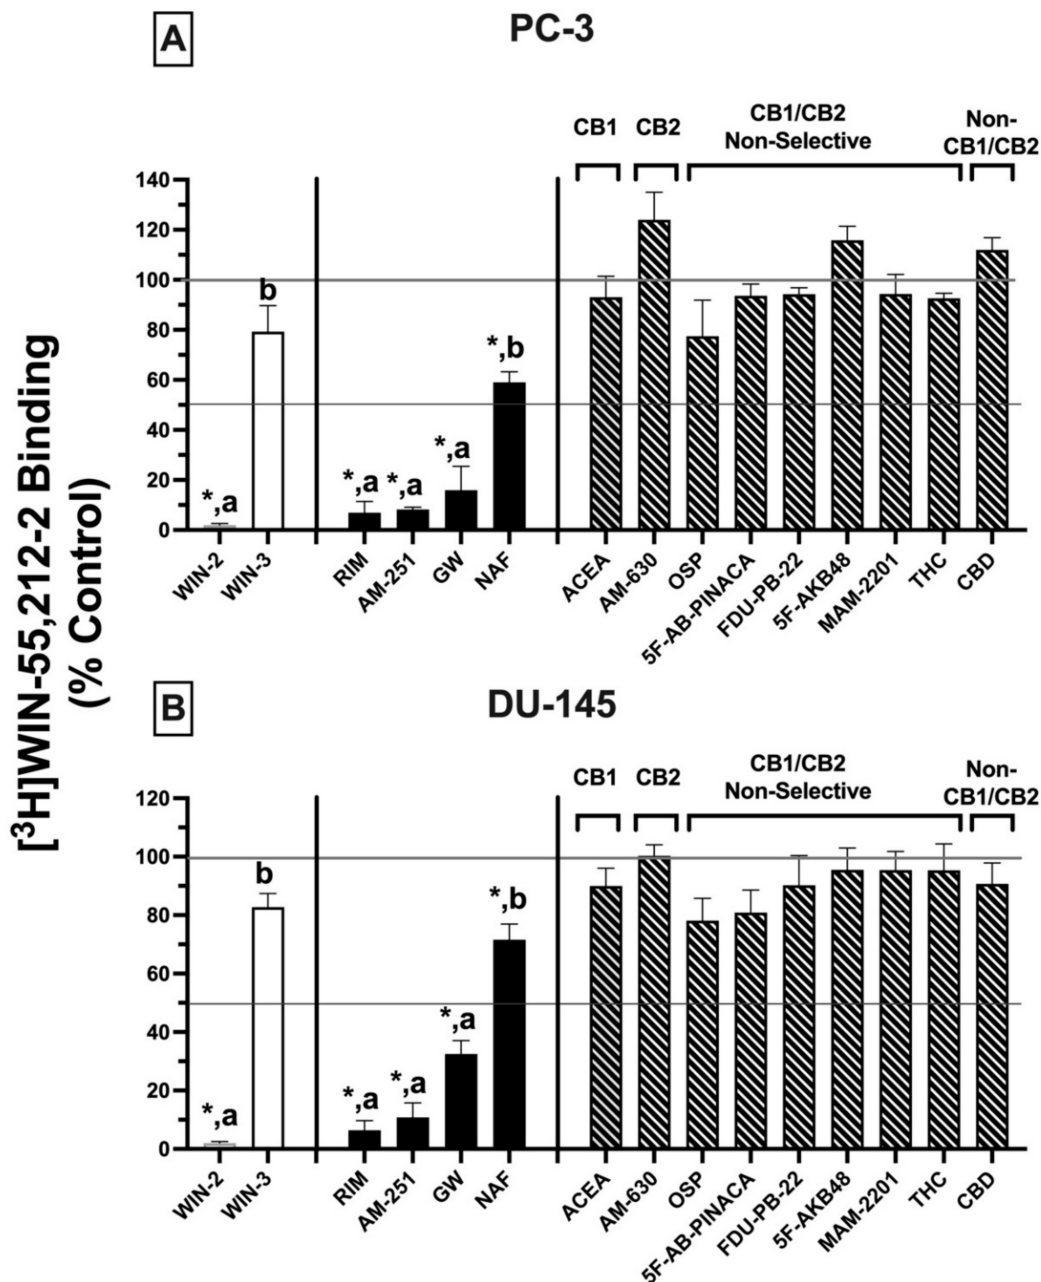 A
PC-3
CB1
CB2
CB1/CB2
Non-Selective
Non-
CB1/CB2
[³H]WIN-55,212-2 Binding
(% Control)
140
120
100
80
60
40
20
0
*,a
b
*,a
*,a
*,a
*,b
WIN-2
WIN-3
RIM
AM-251
GW
NAF
ACEA
AM-630
OSP
5F-AB-PINACA
FDU-PB-22
5F-AKB48
MAM-2201
THC
CBD
B
DU-145
CB1
CB2
CB1/CB2
Non-Selective
Non-
CB1/CB2
120
100
80
60
40
20
0
*,a
b
*,a
*,a
*,a
*,b
WIN-2
WIN-3
RIM
AM-251
GW
NAF
ACEA
AM-630
OSP
5F-AB-PINACA
FDU-PB-22
5F-AKB48
MAM-2201
THC
CBD